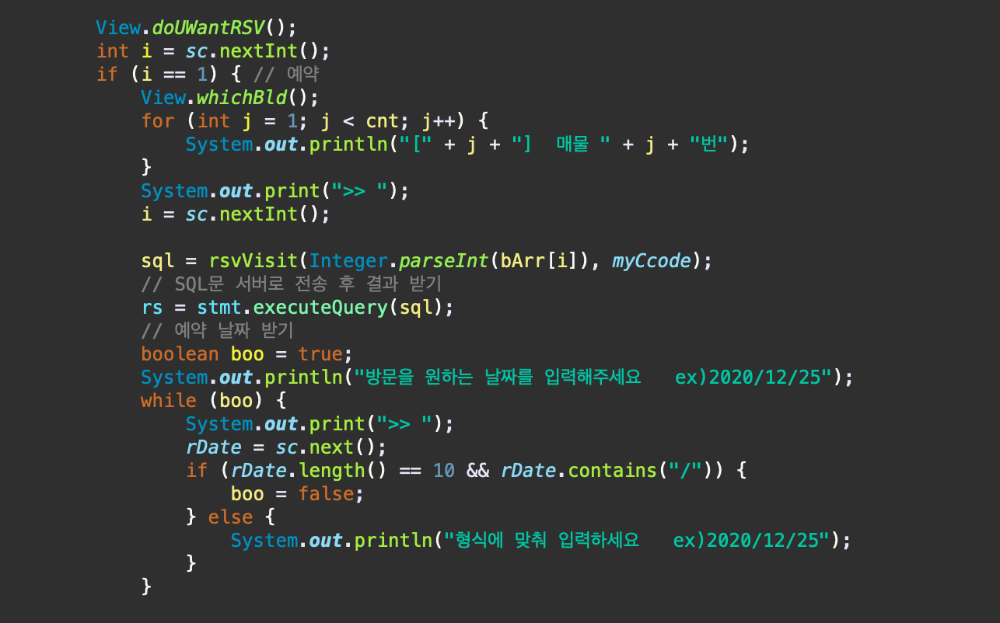 View.doUWantRSV();
int i = sc.nextInt();
if (i == 1) { // 예약
    View.whichBld();
    for (int j = 1; j < cnt; j++) {
        System.out.println("[" + j + "]  매물 " + j + "번");
    }
    System.out.print(">> ");
    i = sc.nextInt();

    sql = rsvVisit(Integer.parseInt(bArr[i]), myCcode);
    // SQL문 서버로 전송 후 결과 받기
    rs = stmt.executeQuery(sql);
    // 예약 날짜 받기
    boolean boo = true;
    System.out.println("방문을 원하는 날짜를 입력해주세요   ex)2020/12/25");
    while (boo) {
        System.out.print(">> ");
        rDate = sc.next();
        if (rDate.length() == 10 && rDate.contains("/")) {
            boo = false;
        } else {
            System.out.println("형식에 맞춰 입력하세요   ex)2020/12/25");
        }
    }